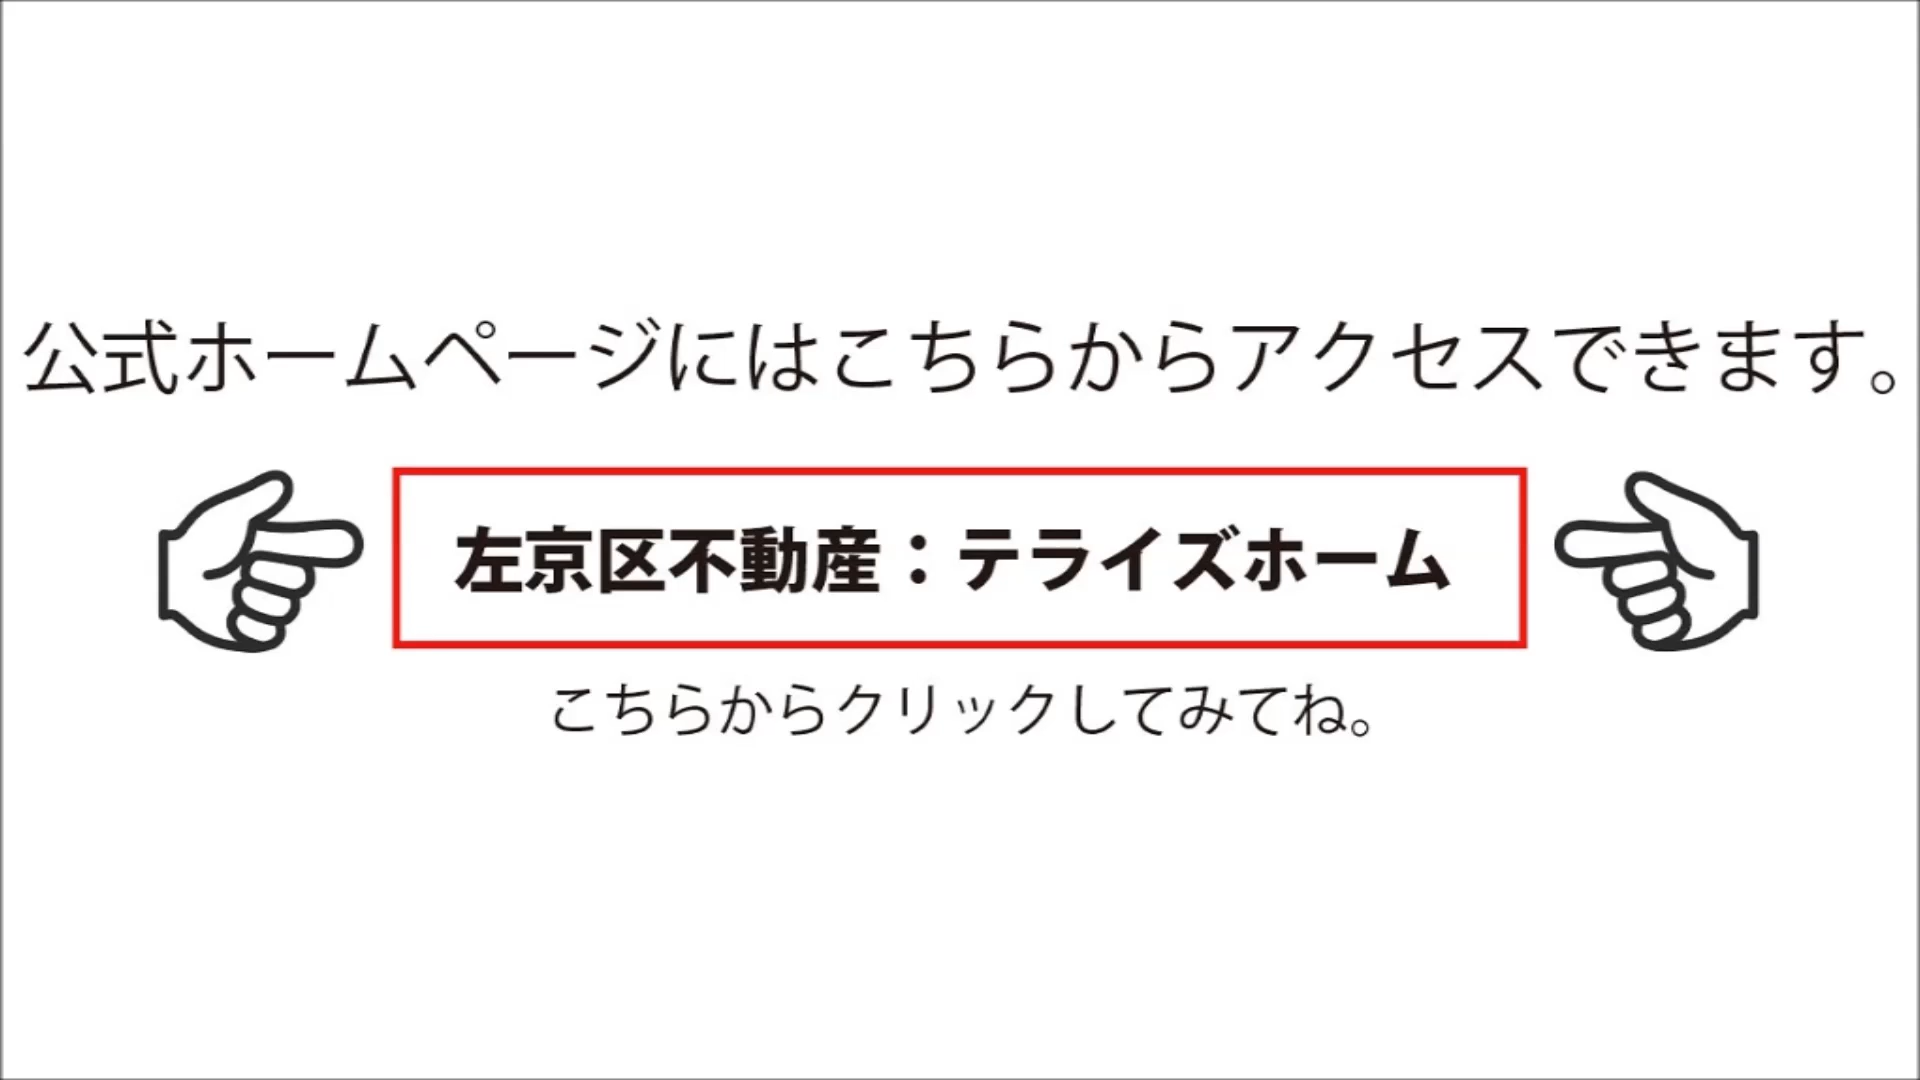 公式ホームページにはこちらからアクセスできます。
左京区不動産：テライズホーム
こちらからクリックしてみてね。